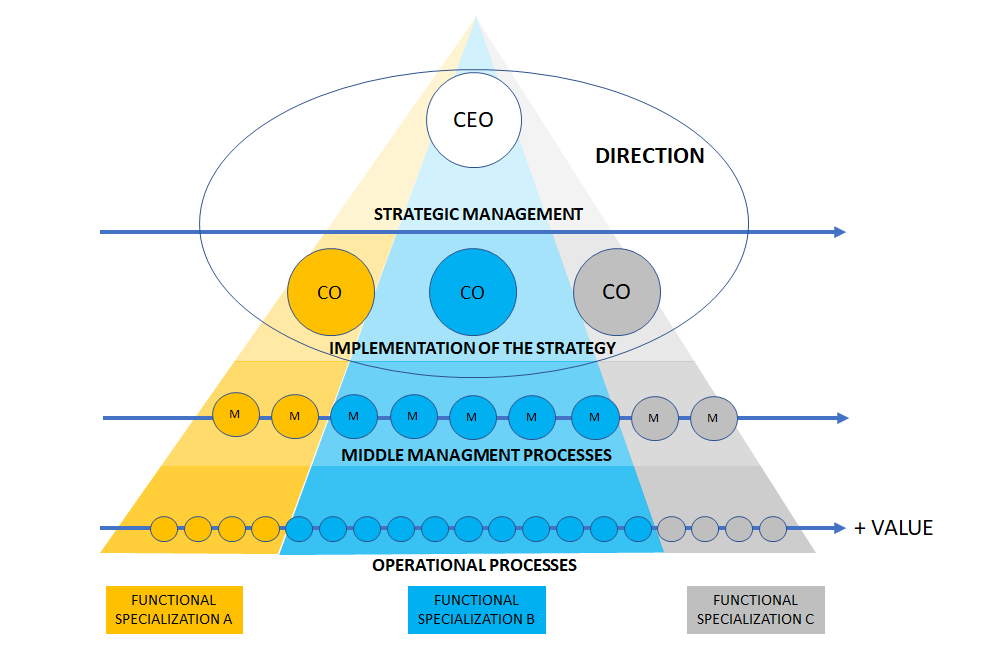 CEO
DIRECTION
STRATEGIC MANAGEMENT
CO CO CO
IMPLEMENTATION OF THE STRATEGY
M M M M M M M M M
MIDDLE MANAGMENT PROCESSES
+ VALUE
OPERATIONAL PROCESSES
FUNCTIONAL
SPECIALIZATION A
FUNCTIONAL
SPECIALIZATION B
FUNCTIONAL
SPECIALIZATION C